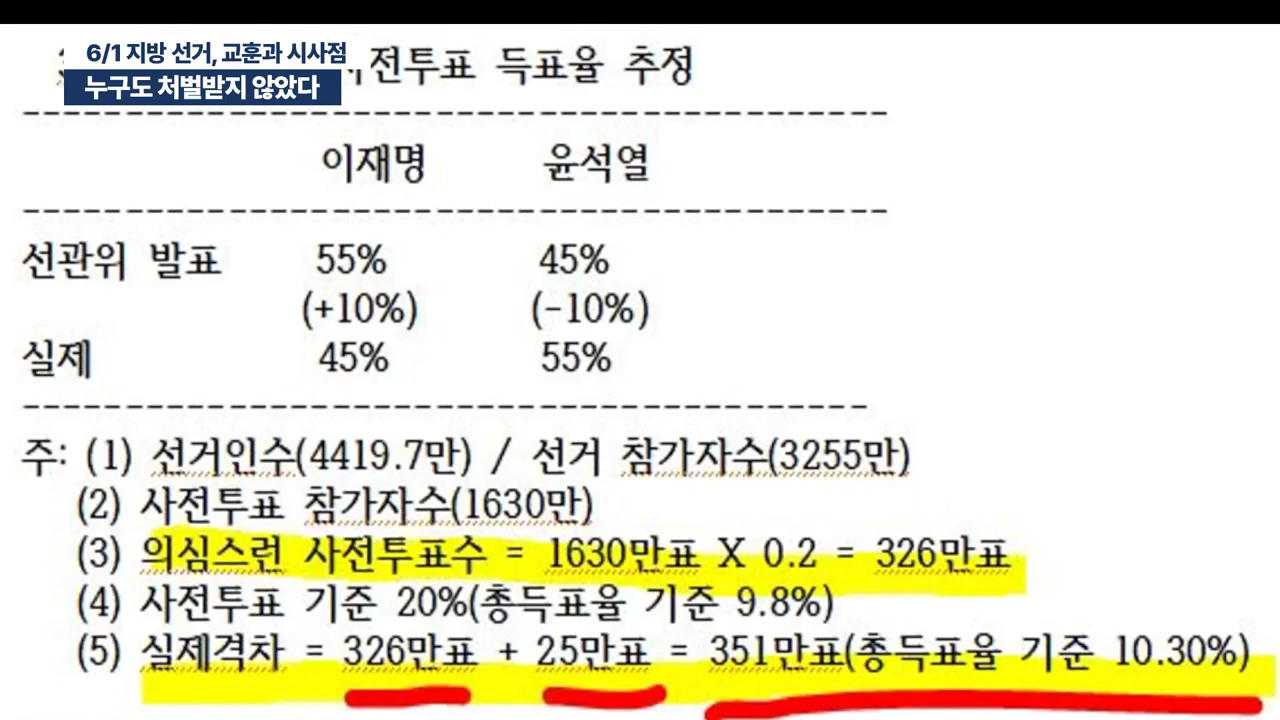 6/1 지방 선거, 교훈과 시사점
누구도 처벌받지 않았다
사전투표 득표율 추정
이재명 윤석열
선관위 발표 55% 45%
(+10%) (-10%)
실제 45% 55%
주: (1) 선거인수(4419.7만) / 선거 참가자수(3255만)
(2) 사전투표 참가자수(1630만)
(3) 의심스런 사전투표수 = 1630만표 X 0.2 = 326만표
(4) 사전투표 기준 20%(총득표율 기준 9.8%)
(5) 실제격차 = 326만표 + 25만표 = 351만표(총득표율 기준 10.30%)